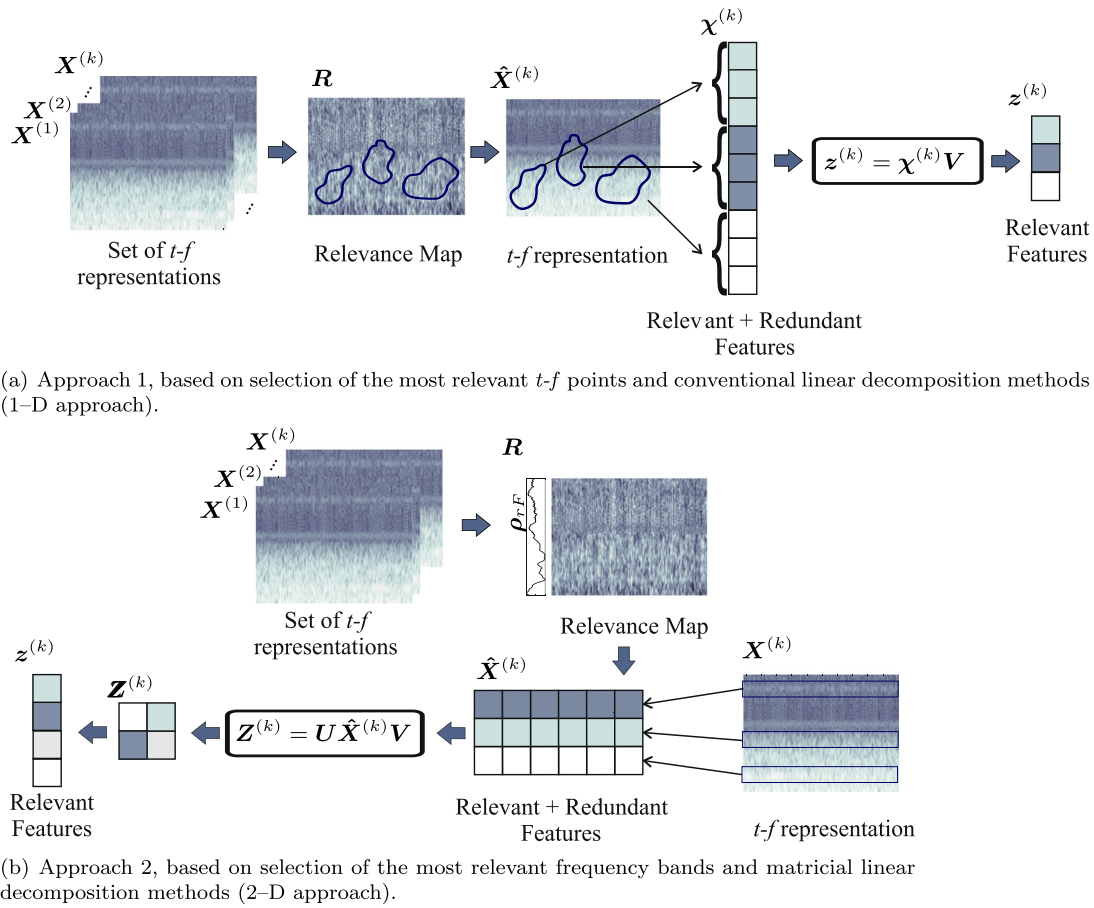 X^(k)
X^(2)
X^(1)
Set of t-f
representations
R
Relevance Map
X̂^(k)
t-f representation
χ^(k)
Relevant + Redundant
Features
z^(k) = χ^(k)V
z^(k)
Relevant
Features
(a) Approach 1, based on selection of the most relevant t-f points and conventional linear decomposition methods
(1–D approach).
X^(k)
X^(2)
X^(1)
Set of t-f
representations
R
ρ_rF
Relevance Map
X^(k)
t-f representation
X̂^(k)
Relevant + Redundant
Features
Z^(k) = UX̂^(k)V
Z^(k)
z^(k)
Relevant
Features
(b) Approach 2, based on selection of the most relevant frequency bands and matricial linear
decomposition methods (2–D approach).